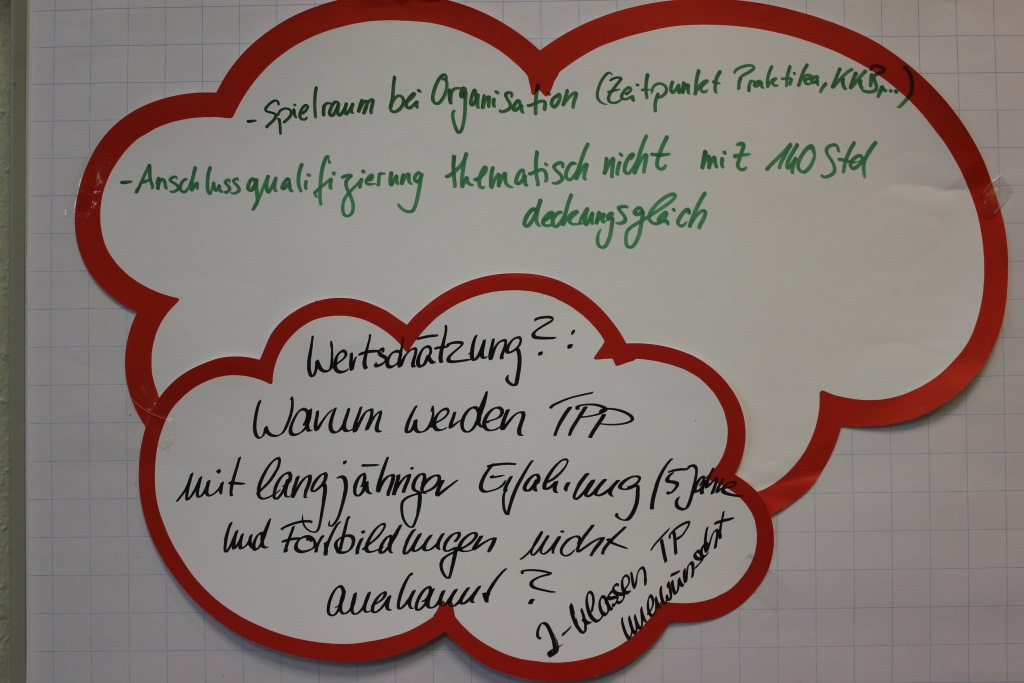 - Spielraum bei Organisation (Zeitpunkt Praktika, KKB, ...)
- Anschlussqualifizierung thematisch nicht mit 140 Std
deckungsgleich
Wertschätzung?:
Warum werden TPP
mit langjähriger Erfahrung (5 Jahre
und Fortbildungen nicht
anerkannt?
2-klassen TP
unerwünscht